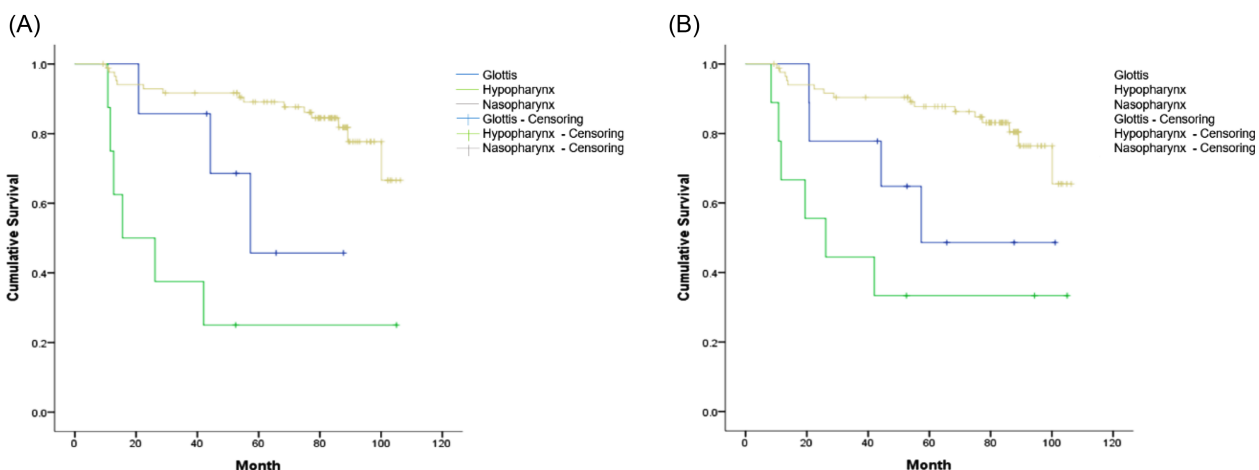 (A)
(B)
1.0
0.8
0.6
0.4
0.2
0.0
Cumulative Survival
0 20 40 60 80 100 120
Month
Glottis
Hypopharynx
Nasopharynx
Glottis - Censoring
Hypopharynx - Censoring
Nasopharynx - Censoring
1.0
0.8
0.6
0.4
0.2
0.0
Cumulative Survival
0 20 40 60 80 100 120
Month
Glottis
Hypopharynx
Nasopharynx
Glottis - Censoring
Hypopharynx - Censoring
Nasopharynx - Censoring